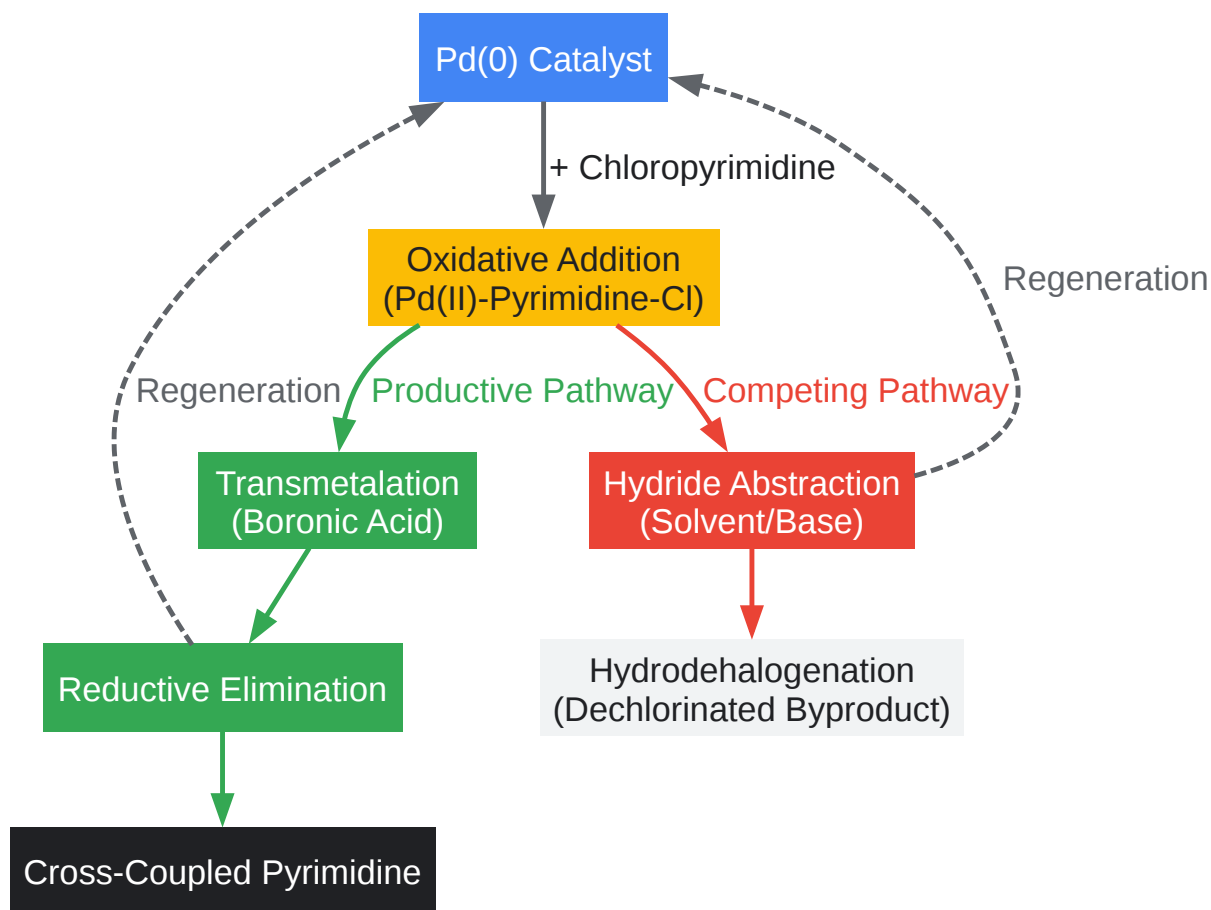 Pd(0) Catalyst
+ Chloropyrimidine
Oxidative Addition
(Pd(II)-Pyrimidine-Cl)
Regeneration
Regeneration
Productive Pathway
Competing Pathway
Transmetalation
(Boronic Acid)
Hydride Abstraction
(Solvent/Base)
Reductive Elimination
Hydrodehalogenation
(Dechlorinated Byproduct)
Cross-Coupled Pyrimidine